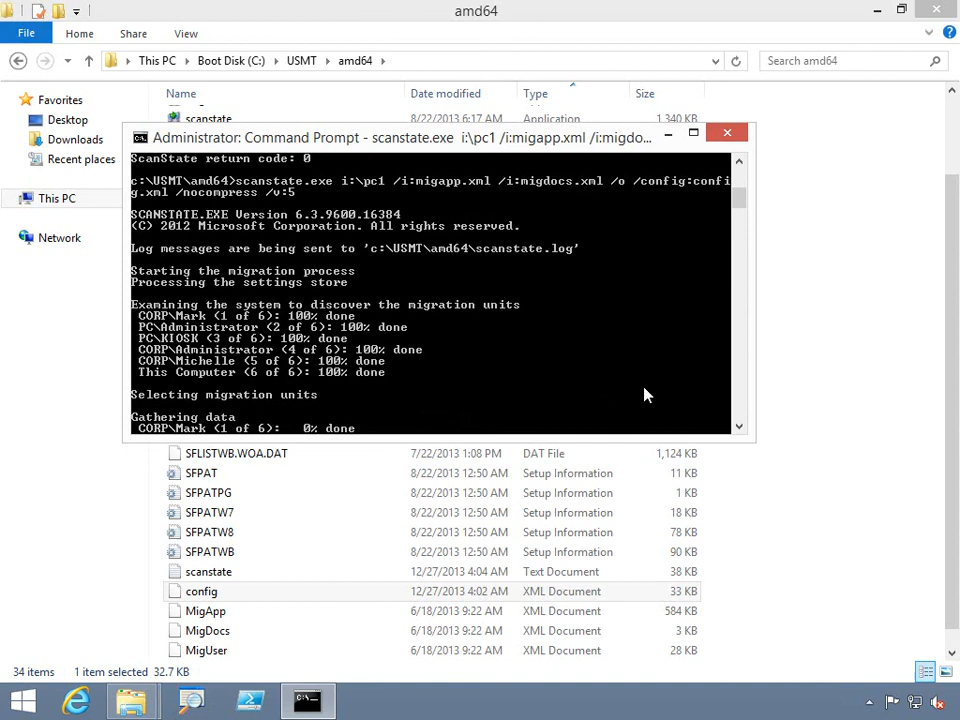 amd64
File
Home
Share
View
This PC
Boot Disk (C:)
USMT
amd64
Search amd64
Name
Date modified
Type
Size
Favorites
Desktop
Downloads
Recent places
This PC
Network
scanstate
8/22/2013 6:17 AM
Application
1,340 KB
Administrator: Command Prompt - scanstate.exe i:\pc1 /i:migapp.xml /i:migdo...
ScanState return code: 0
c:\USMT\amd64>scanstate.exe i:\pc1 /i:migapp.xml /i:migdocs.xml /o /config:confi
g.xml /nocompress /v:5
SCANSTATE.EXE Version 6.3.9600.16384
(C) 2012 Microsoft Corporation. All rights reserved.
Log messages are being sent to 'c:\USMT\amd64\scanstate.log'
Starting the migration process
Processing the settings store
Examining the system to discover the migration units
CORP\Mark (1 of 6): 100% done
PC\Administrator (2 of 6): 100% done
PC\KIOSK (3 of 6): 100% done
CORP\Administrator (4 of 6): 100% done
CORP\Michelle (5 of 6): 100% done
This Computer (6 of 6): 100% done
Selecting migration units
Gathering data
CORP\Mark (1 of 6): 0% done
SFLISTWB.WOA.DAT 7/22/2013 1:08 PM DAT File 1,124 KB
SFPAT 8/22/2013 12:50 AM Setup Information 11 KB
SFPATPG 8/22/2013 12:50 AM Setup Information 1 KB
SFPATW7 8/22/2013 12:50 AM Setup Information 18 KB
SFPATW8 8/22/2013 12:50 AM Setup Information 78 KB
SFPATWB 8/22/2013 12:50 AM Setup Information 90 KB
scanstate 12/27/2013 4:04 AM Text Document 38 KB
config 12/27/2013 4:02 AM XML Document 33 KB
MigApp 6/18/2013 9:22 AM XML Document 584 KB
MigDocs 6/18/2013 9:22 AM XML Document 3 KB
MigUser 6/18/2013 9:22 AM XML Document 28 KB
34 items 1 item selected 32.7 KB